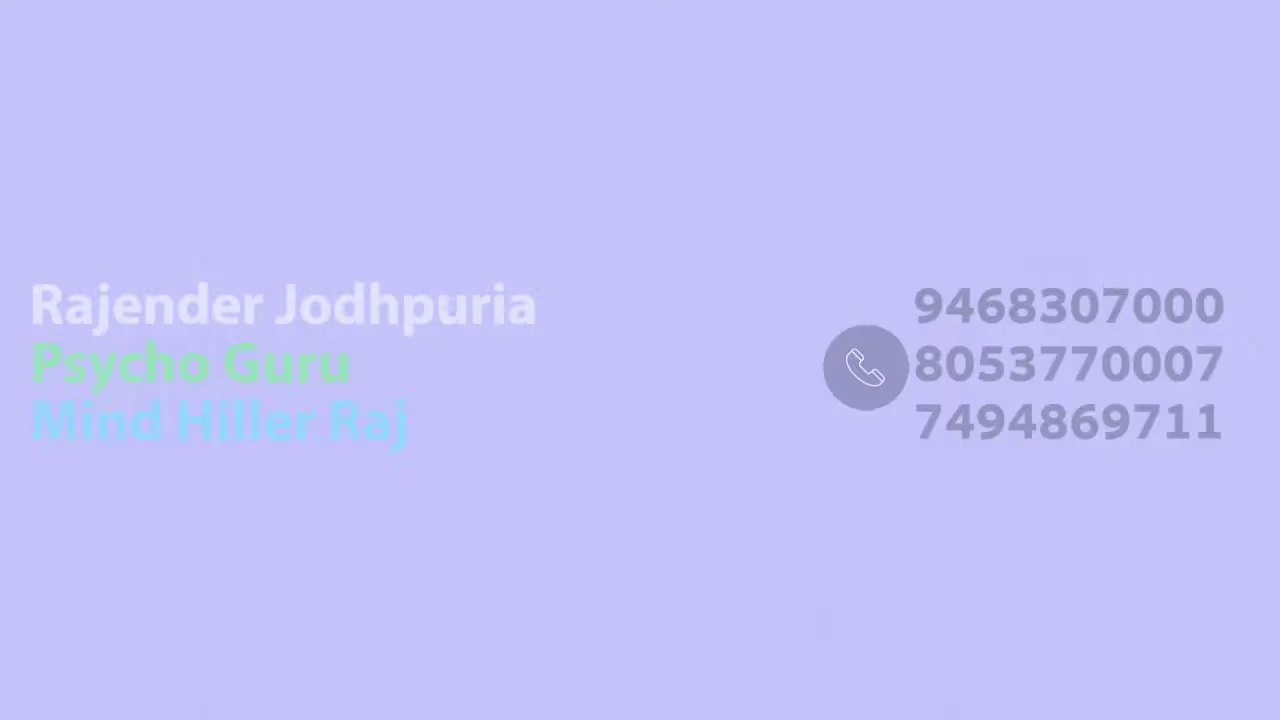 Rajender Jodhpuria
Psycho Guru
Mind Hiller Raj
9468307000
8053770007
7494869711